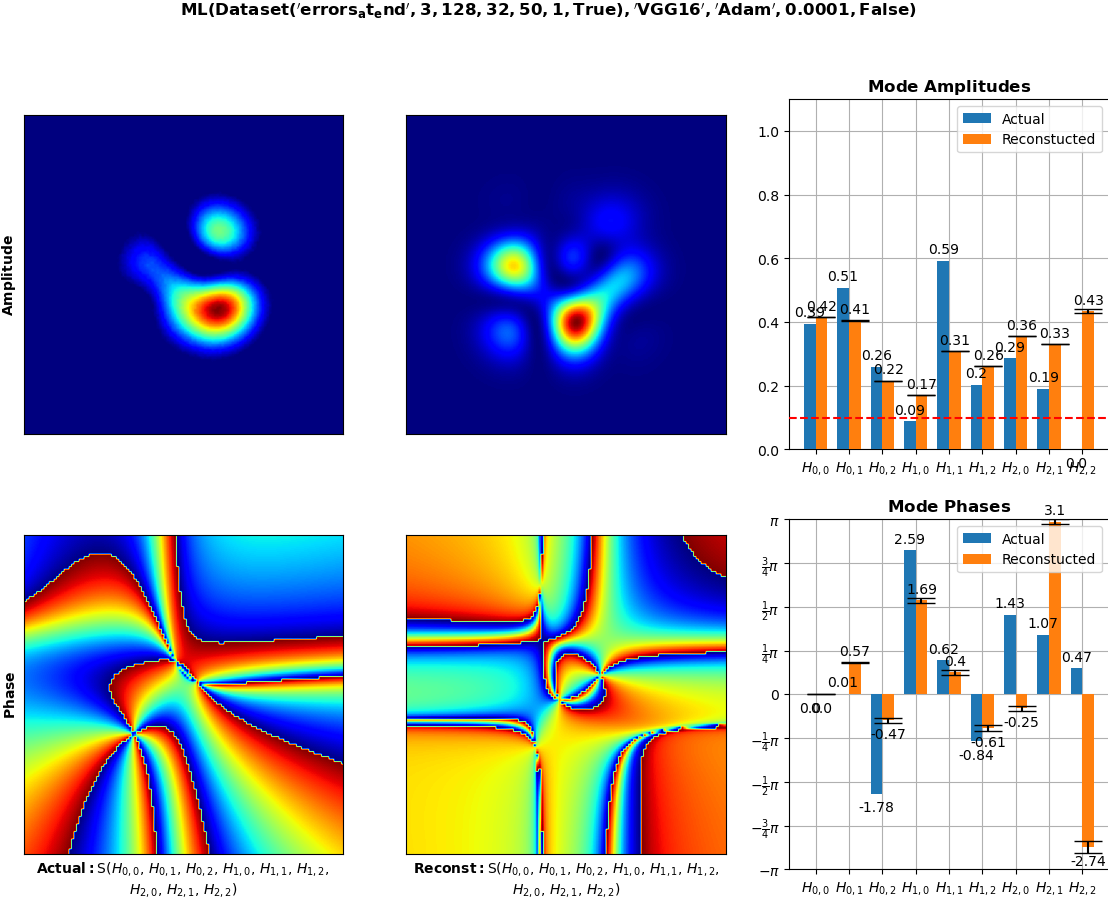 ML(Dataset('errors_at_end', 3, 128, 32, 50, 1, True), 'VGG16', 'Adam', 0.0001, False)
Amplitude
Mode Amplitudes
Actual
Reconstucted
1.0
0.8
0.6
0.4
0.2
0.0
0.39
0.42
0.51
0.41
0.26
0.22
0.09
0.17
0.59
0.31
0.2
0.26
0.29
0.36
0.19
0.33
0.0
0.43
H0,0 H0,1 H0,2 H1,0 H1,1 H1,2 H2,0 H2,1 H2,2
Phase
Mode Phases
Actual
Reconstucted
π
3/4π
1/2π
1/4π
0
−1/4π
−1/2π
−3/4π
−π
0.0
0.0
0.01
0.57
-1.78
-0.47
2.59
1.69
0.62
0.4
-0.84
-0.61
1.43
-0.25
1.07
3.1
0.47
-2.74
H0,0 H0,1 H0,2 H1,0 H1,1 H1,2 H2,0 H2,1 H2,2
Actual: S(H0,0, H0,1, H0,2, H1,0, H1,1, H1,2,
H2,0, H2,1, H2,2)
Reconst: S(H0,0, H0,1, H0,2, H1,0, H1,1, H1,2,
H2,0, H2,1, H2,2)